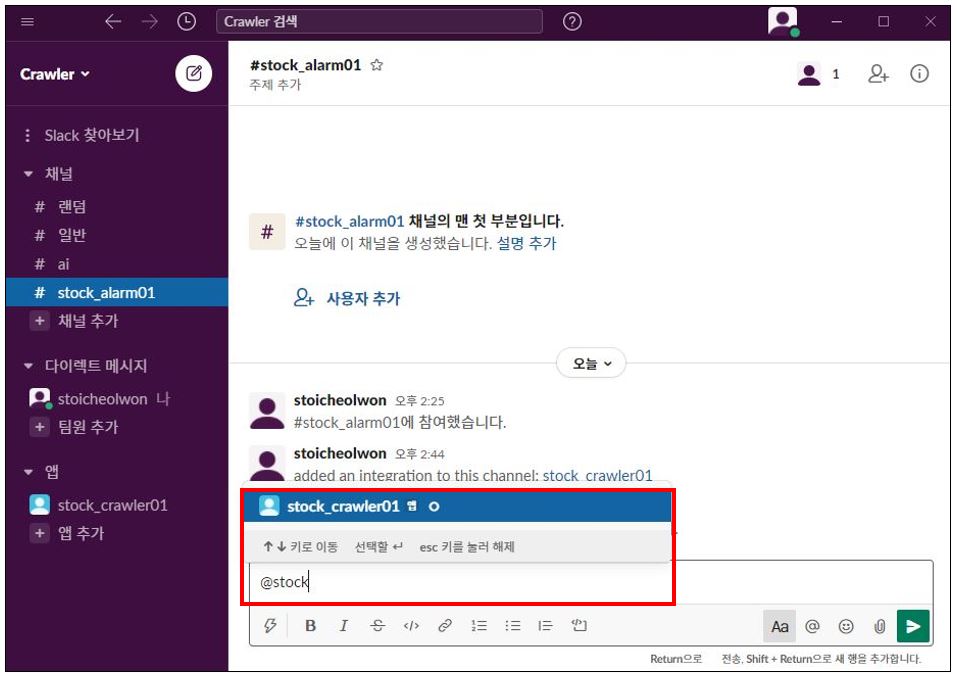 Crawler 검색
Crawler
#stock_alarm01
주제 추가
1
Slack 찾아보기
채널
# 랜덤
# 일반
# ai
# stock_alarm01
+ 채널 추가
다이렉트 메시지
stoicheolwon 나
+ 팀원 추가
앱
stock_crawler01
+ 앱 추가
#
#stock_alarm01 채널의 맨 첫 부분입니다.
오늘에 이 채널을 생성했습니다. 설명 추가
사용자 추가
오늘
stoicheolwon 오후 2:25
#stock_alarm01에 참여했습니다.
stoicheolwon 오후 2:44
added an integration to this channel: stock_crawler01
stock_crawler01 앱
↑↓ 키로 이동 선택할 ↵ esc 키를 눌러 해제
@stock
B I S </> Aa @
Return으로 전송, Shift + Return으로 새 행을 추가합니다.